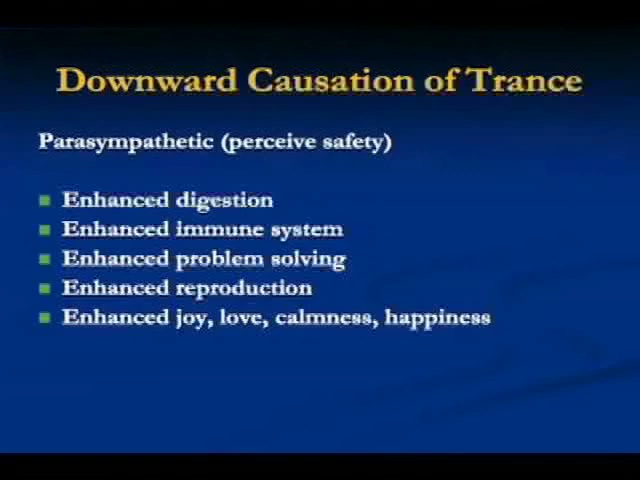 Downward Causation of Trance
Parasympathetic (perceive safety)
Enhanced digestion
Enhanced immune system
Enhanced problem solving
Enhanced reproduction
Enhanced joy, love, calmness, happiness